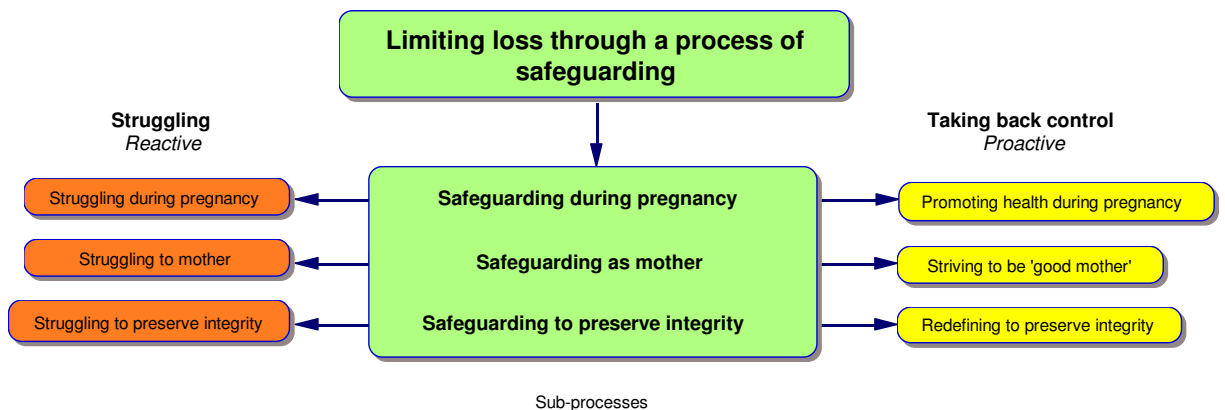 Limiting loss through a process of
safeguarding
Struggling
Reactive
Taking back control
Proactive
Struggling during pregnancy
Safeguarding during pregnancy
Promoting health during pregnancy
Struggling to mother
Safeguarding as mother
Striving to be 'good mother'
Struggling to preserve integrity
Safeguarding to preserve integrity
Redefining to preserve integrity
Sub-processes